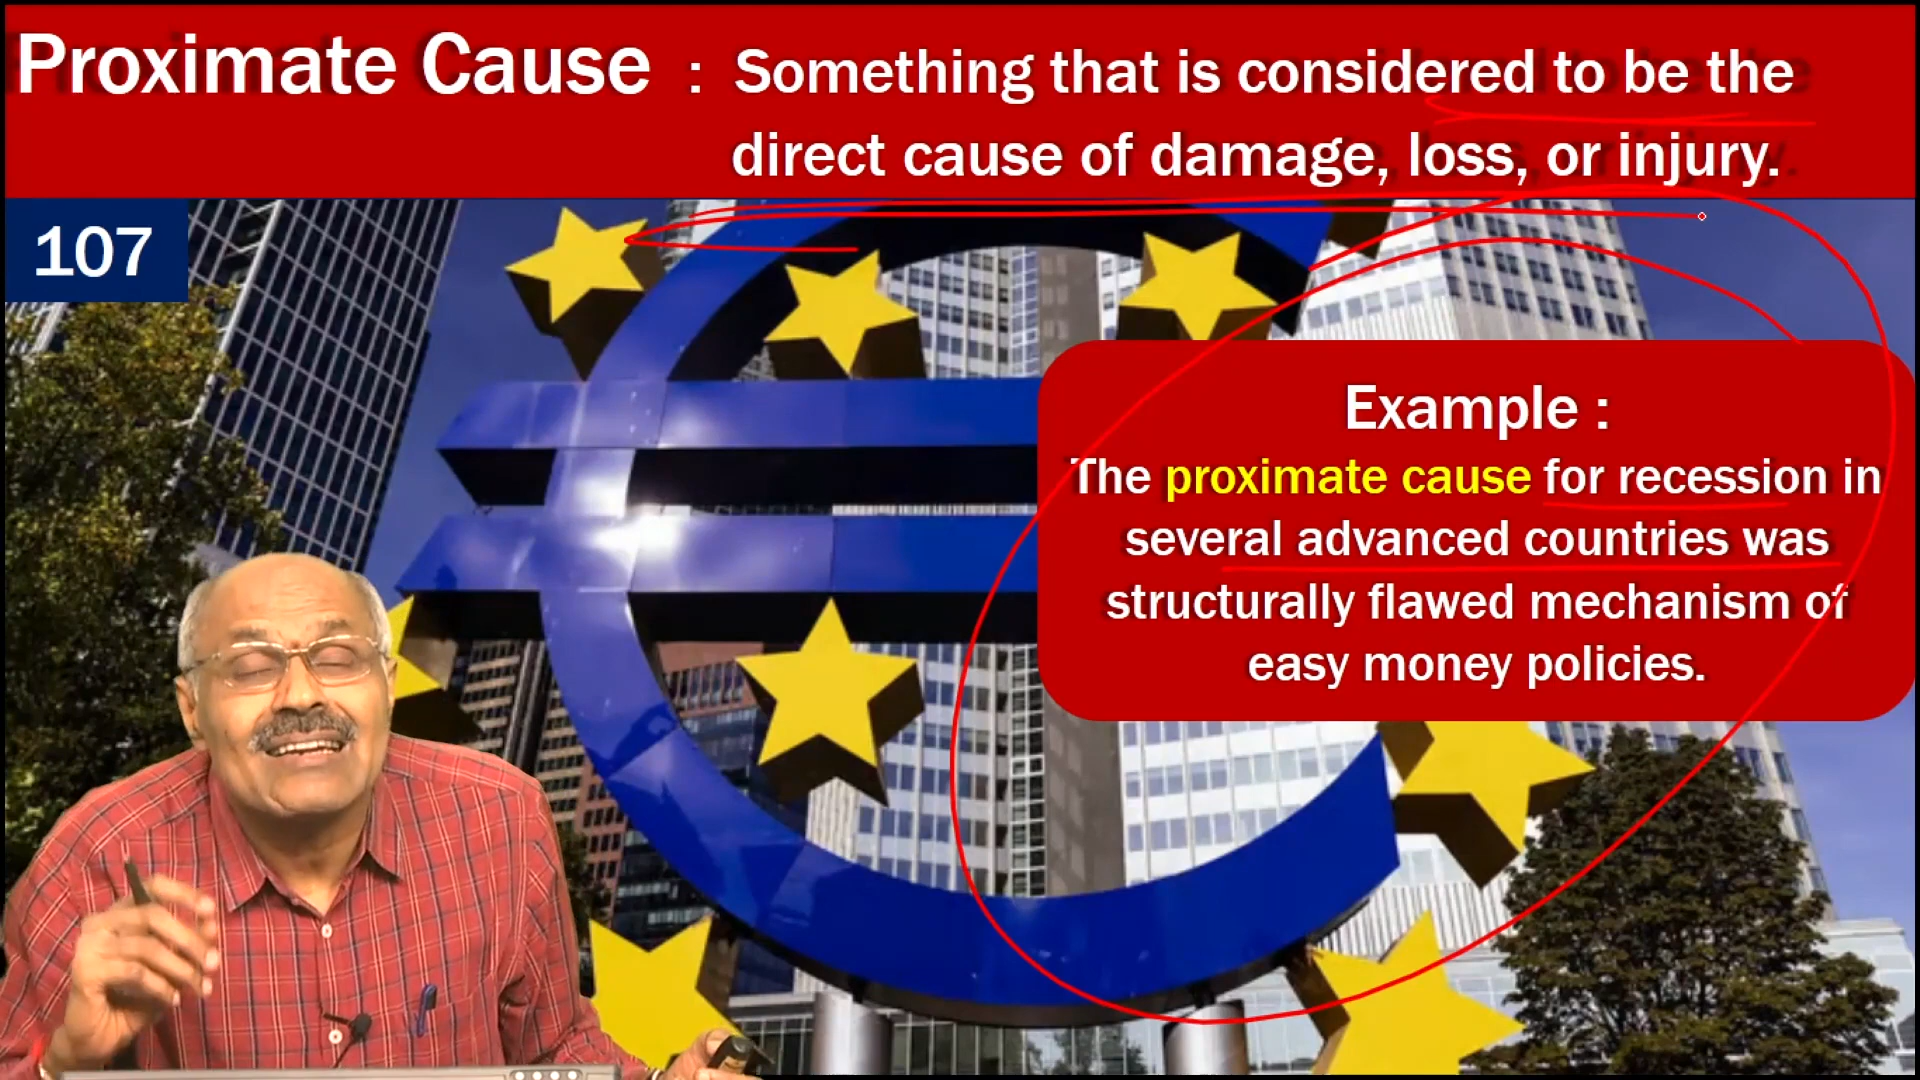 Proximate Cause : Something that is considered to be the
direct cause of damage, loss, or injury.
107
Example :
The proximate cause for recession in
several advanced countries was
structurally flawed mechanism of
easy money policies.